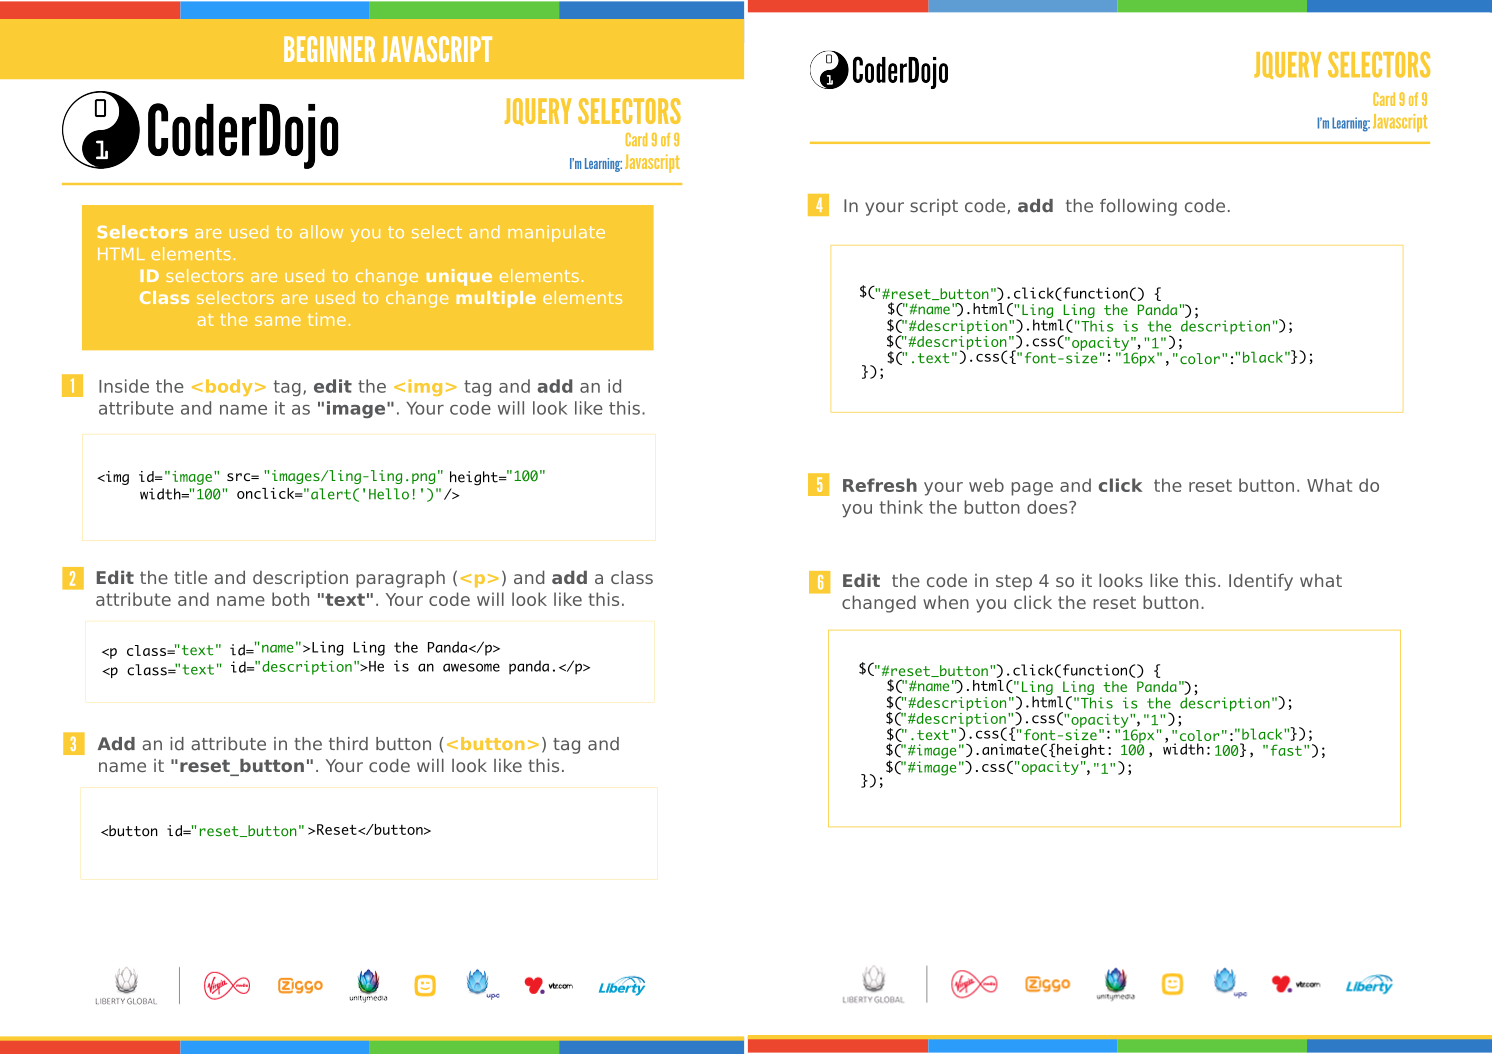 BEGINNER JAVASCRIPT
CoderDojo
JQUERY SELECTORS
Card 9 of 9
I'm Learning: Javascript
Selectors are used to allow you to select and manipulate
HTML elements.
ID selectors are used to change unique elements.
Class selectors are used to change multiple elements
at the same time.
1 Inside the <body> tag, edit the <img> tag and add an id
attribute and name it as "image". Your code will look like this.
<img id="image" src= "images/ling-ling.png" height="100"
width="100" onclick="alert('Hello!')"/>
2 Edit the title and description paragraph (<p>) and add a class
attribute and name both "text". Your code will look like this.
<p class="text" id="name">Ling Ling the Panda</p>
<p class="text" id="description">He is an awesome panda.</p>
3 Add an id attribute in the third button (<button>) tag and
name it "reset_button". Your code will look like this.
<button id="reset_button">Reset</button>
LIBERTY GLOBAL Virgin media Ziggo unitymedia upc vtr.com Liberty
CoderDojo
JQUERY SELECTORS
Card 9 of 9
I'm Learning: Javascript
4 In your script code, add the following code.
$("#reset_button").click(function() {
$("#name").html("Ling Ling the Panda");
$("#description").html("This is the description");
$("#description").css("opacity","1");
$(".text").css({"font-size":"16px","color":"black"});
});
5 Refresh your web page and click the reset button. What do
you think the button does?
6 Edit the code in step 4 so it looks like this. Identify what
changed when you click the reset button.
$("#reset_button").click(function() {
$("#name").html("Ling Ling the Panda");
$("#description").html("This is the description");
$("#description").css("opacity","1");
$(".text").css({"font-size":"16px","color":"black"});
$("#image").animate({height: 100, width:100}, "fast");
$("#image").css("opacity","1");
});
LIBERTY GLOBAL Virgin media Ziggo unitymedia upc vtr.com Liberty